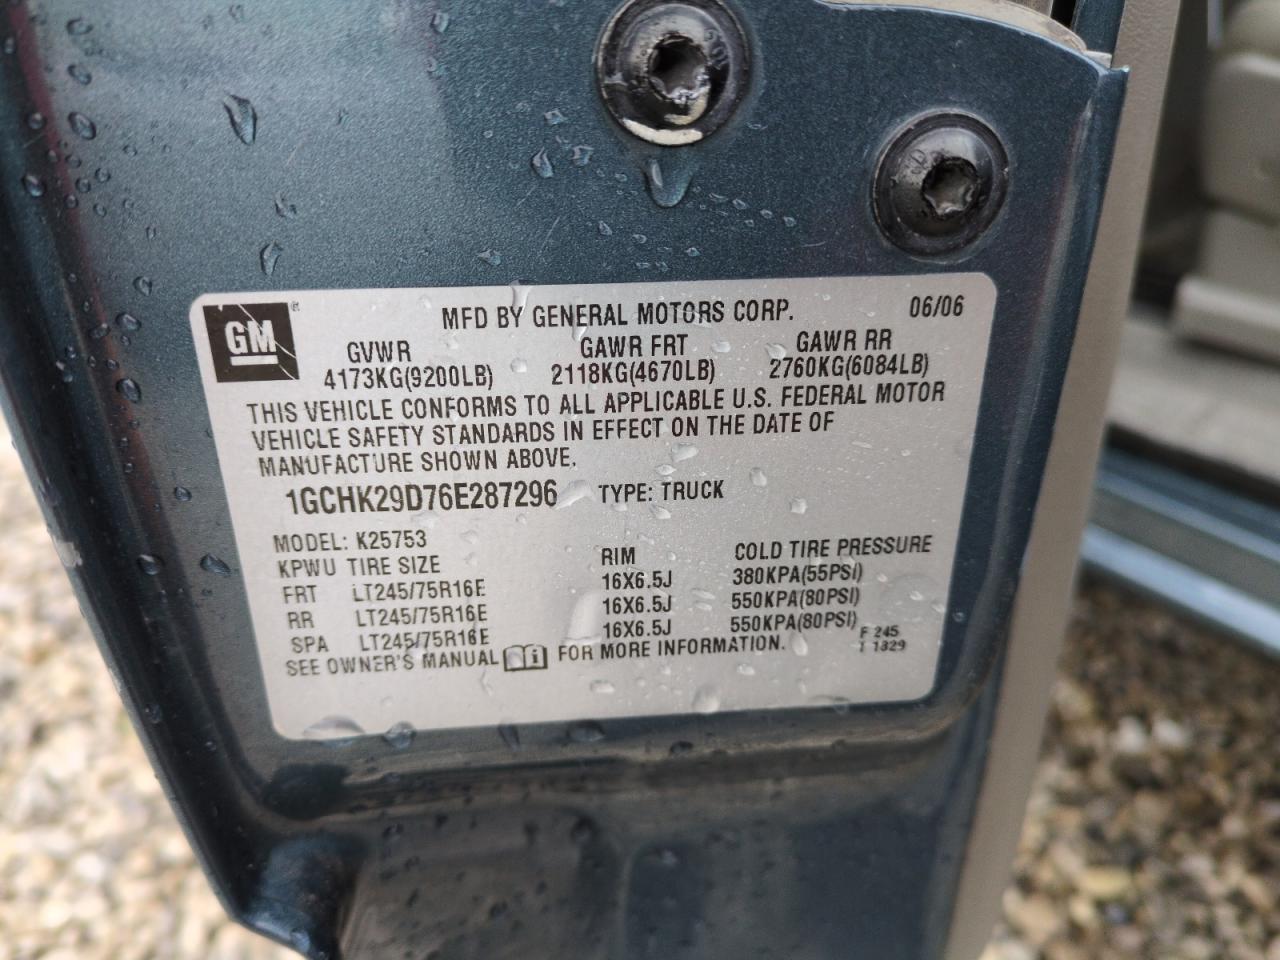 GM
MFD BY GENERAL MOTORS CORP. 06/06
GVWR GAWR FRT GAWR RR
4173KG(9200LB) 2118KG(4670LB) 2760KG(6084LB)
THIS VEHICLE CONFORMS TO ALL APPLICABLE U.S. FEDERAL MOTOR
VEHICLE SAFETY STANDARDS IN EFFECT ON THE DATE OF
MANUFACTURE SHOWN ABOVE.
1GCHK29D76E287296 TYPE: TRUCK
MODEL: K25753
KPWU TIRE SIZE RIM COLD TIRE PRESSURE
FRT LT245/75R16E 16X6.5J 380KPA(55PSI)
RR LT245/75R16E 16X6.5J 550KPA(80PSI)
SPA LT245/75R16E 16X6.5J 550KPA(80PSI)
SEE OWNER'S MANUAL i FOR MORE INFORMATION.
F 245
T 1329